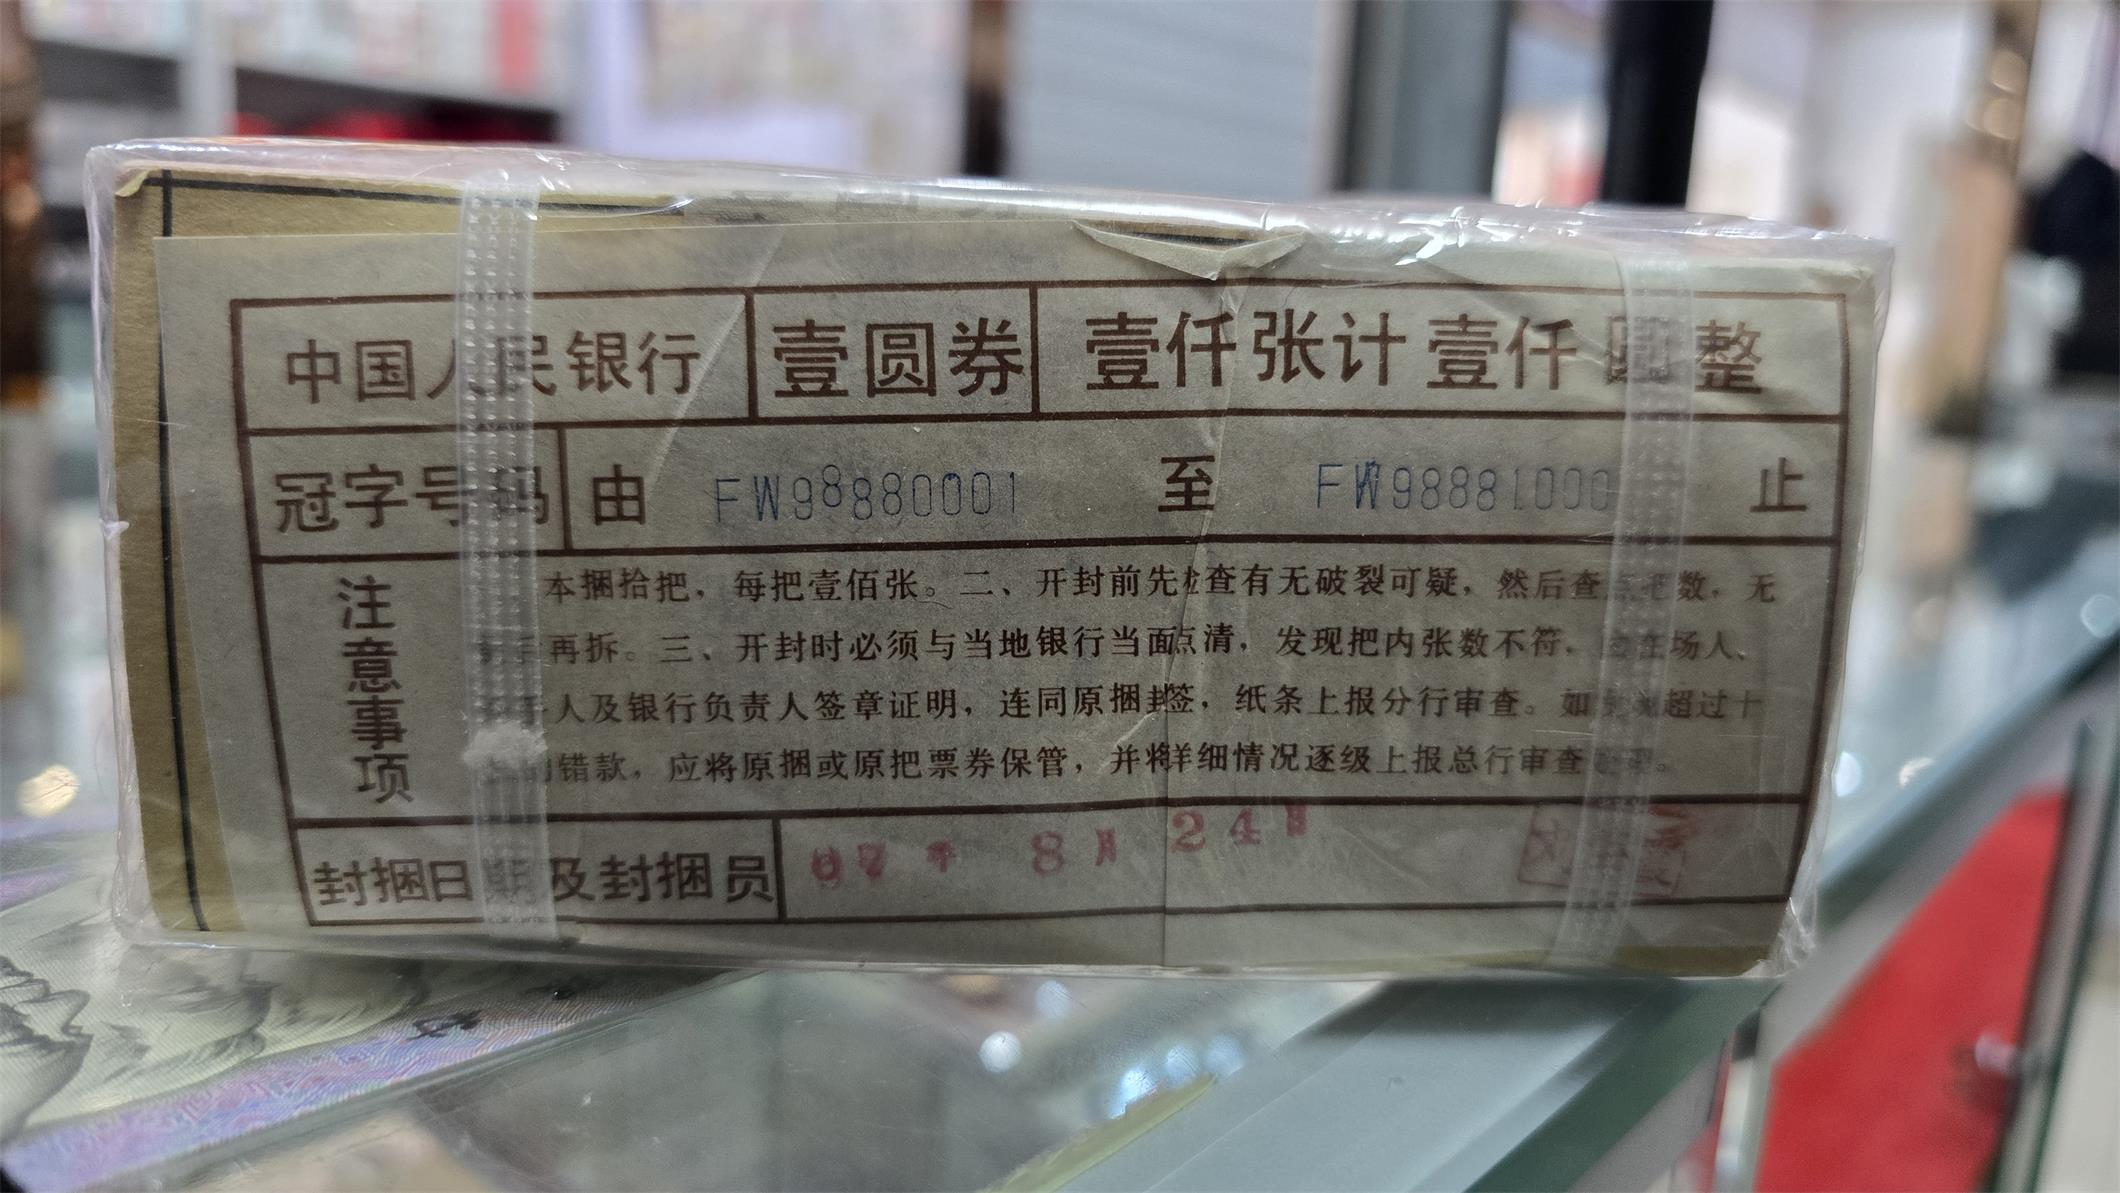 中国人民银行 壹圆券 壹仟张计壹仟圆整
冠字号码 由 FW98880001 至 FW98881000 止
注意事项
本捆拾把，每把壹佰张。二、开封前先检查有无破裂可疑，然后查点把数，无
再拆。三、开封时必须与当地银行当面点清，发现把内张数不符，在场人、
人及银行负责人签章证明，连同原捆封签，纸条上报分行审查。如超过十
错款，应将原捆或原把票券保管，并将详细情况逐级上报总行审查。
封捆日期及封捆员 8月 24日